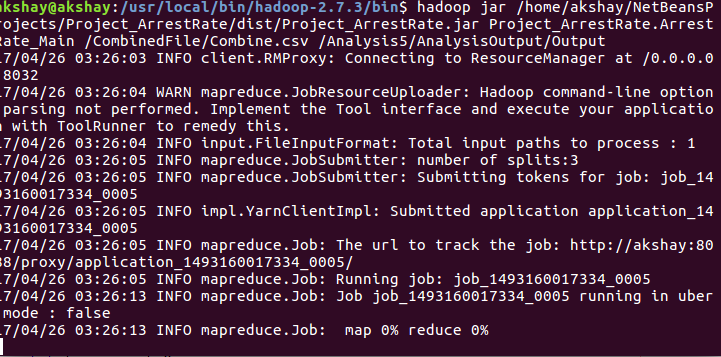 akshay@akshay:/usr/local/bin/hadoop-2.7.3/bin$ hadoop jar /home/akshay/NetBeansP
rojects/Project_ArrestRate/dist/Project_ArrestRate.jar Project_ArrestRate.Arrest
Rate_Main /CombinedFile/Combine.csv /Analysis5/AnalysisOutput/Output
17/04/26 03:26:03 INFO client.RMProxy: Connecting to ResourceManager at /0.0.0.0
:8032
17/04/26 03:26:04 WARN mapreduce.JobResourceUploader: Hadoop command-line option
 parsing not performed. Implement the Tool interface and execute your applicatio
n with ToolRunner to remedy this.
17/04/26 03:26:04 INFO input.FileInputFormat: Total input paths to process : 1
17/04/26 03:26:05 INFO mapreduce.JobSubmitter: number of splits:3
17/04/26 03:26:05 INFO mapreduce.JobSubmitter: Submitting tokens for job: job_14
93160017334_0005
17/04/26 03:26:05 INFO impl.YarnClientImpl: Submitted application application_14
93160017334_0005
17/04/26 03:26:05 INFO mapreduce.Job: The url to track the job: http://akshay:80
88/proxy/application_1493160017334_0005/
17/04/26 03:26:05 INFO mapreduce.Job: Running job: job_1493160017334_0005
17/04/26 03:26:13 INFO mapreduce.Job: Job job_1493160017334_0005 running in uber
 mode : false
17/04/26 03:26:13 INFO mapreduce.Job:  map 0% reduce 0%